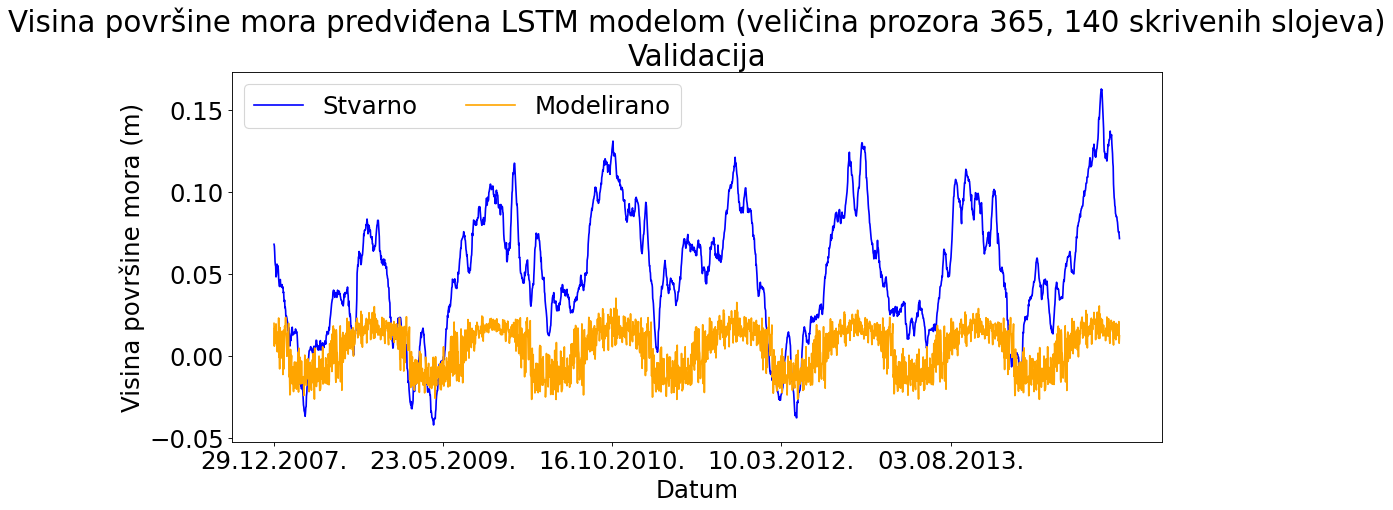 Visina površine mora predviđena LSTM modelom (veličina prozora 365, 140 skrivenih slojeva)
Validacija
Stvarno
Modelirano
Visina površine mora (m)
0.15
0.10
0.05
0.00
−0.05
29.12.2007.
23.05.2009.
16.10.2010.
10.03.2012.
03.08.2013.
Datum